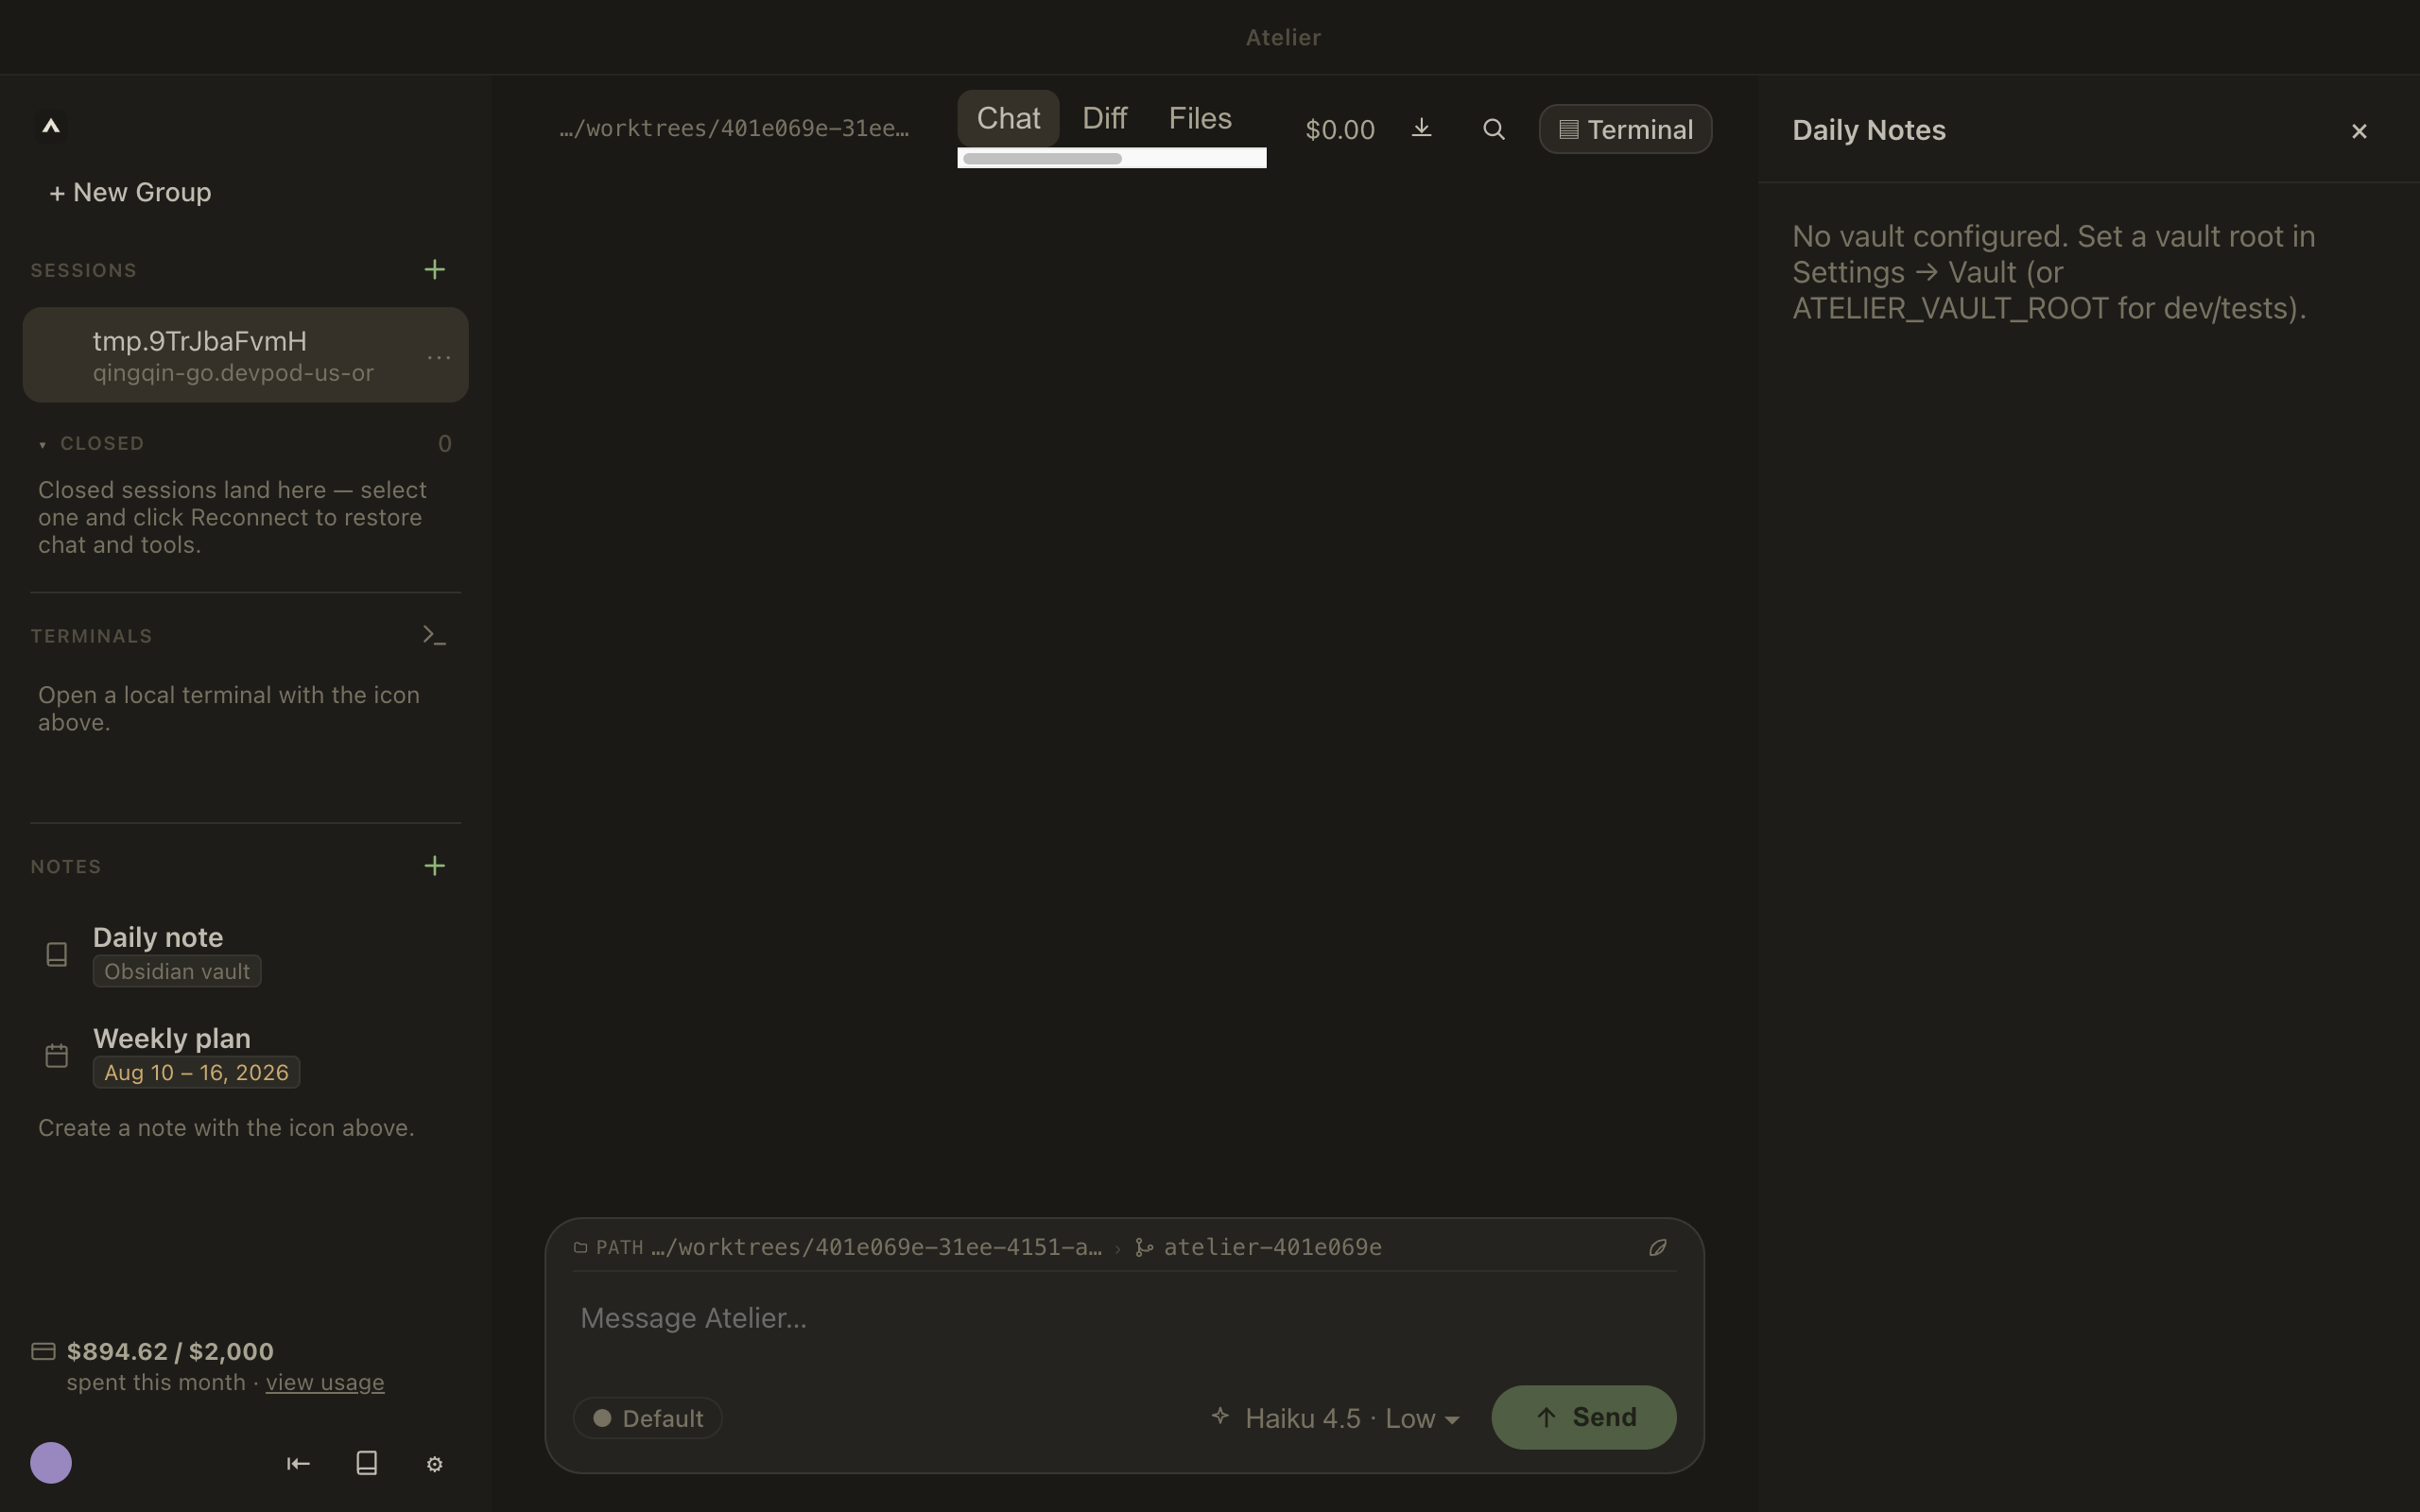 Atelier
+ New Group
SESSIONS
tmp.9TrJbaFvmH
qingqin-go.devpod-us-or
CLOSED 0
Closed sessions land here — select
one and click Reconnect to restore
chat and tools.
TERMINALS
Open a local terminal with the icon
above.
NOTES
Daily note
Obsidian vault
Weekly plan
Aug 10 – 16, 2026
Create a note with the icon above.
$894.62 / $2,000
spent this month · view usage
…/worktrees/401e069e-31ee… Chat Diff Files $0.00 Terminal
PATH …/worktrees/401e069e-31ee-4151-a… › atelier-401e069e
Message Atelier...
Default Haiku 4.5 · Low Send
Daily Notes
No vault configured. Set a vault root in
Settings → Vault (or
ATELIER_VAULT_ROOT for dev/tests).